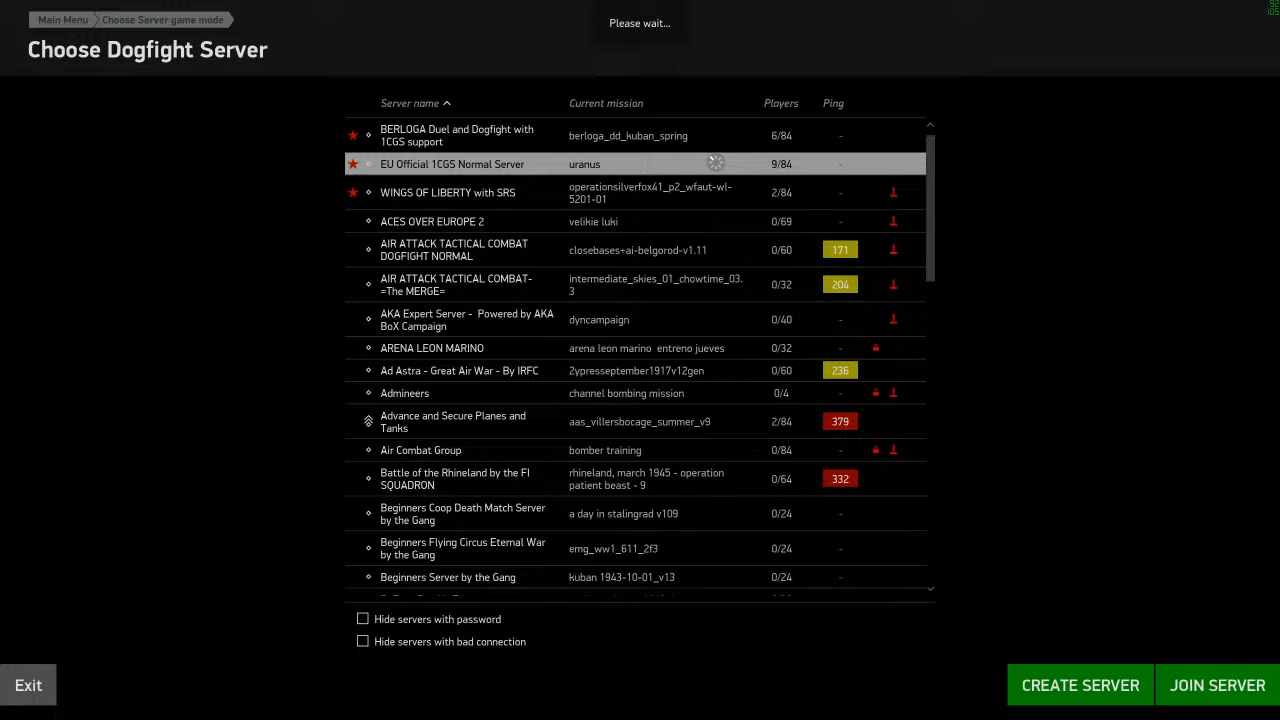 Please wait...
Main Menu
Choose Server game mode
Choose Dogfight Server
Server name
Current mission
Players
Ping
BERLOGA Duel and Dogfight with
1CGS support
berloga_dd_kuban_spring
6/84
-
EU Official 1CGS Normal Server
uranus
9/84
-
WINGS OF LIBERTY with SRS
operationsilverfox41_p2_wfaut-wl-
5201-01
2/84
-
ACES OVER EUROPE 2
velikie luki
0/69
-
AIR ATTACK TACTICAL COMBAT
DOGFIGHT NORMAL
closebases+ai-belgorod-v1.11
0/60
171
AIR ATTACK TACTICAL COMBAT-
=The MERGE=
intermediate_skies_01_chowtime_03.
3
0/32
204
AKA Expert Server - Powered by AKA
BoX Campaign
dyncampaign
0/40
-
ARENA LEON MARINO
arena leon marino entreno jueves
0/32
-
Ad Astra - Great Air War - By IRFC
2ypresseptember1917v12gen
0/60
236
Admineers
channel bombing mission
0/4
-
Advance and Secure Planes and
Tanks
aas_villersbocage_summer_v9
2/84
379
Air Combat Group
bomber training
0/84
-
Battle of the Rhineland by the FI
SQUADRON
rhineland, march 1945 - operation
patient beast - 9
0/64
332
Beginners Coop Death Match Server
by the Gang
a day in stalingrad v109
0/24
-
Beginners Flying Circus Eternal War
by the Gang
emg_ww1_611_2f3
0/24
-
Beginners Server by the Gang
kuban 1943-10-01_v13
0/24
-
Hide servers with password
Hide servers with bad connection
Exit
CREATE SERVER
JOIN SERVER